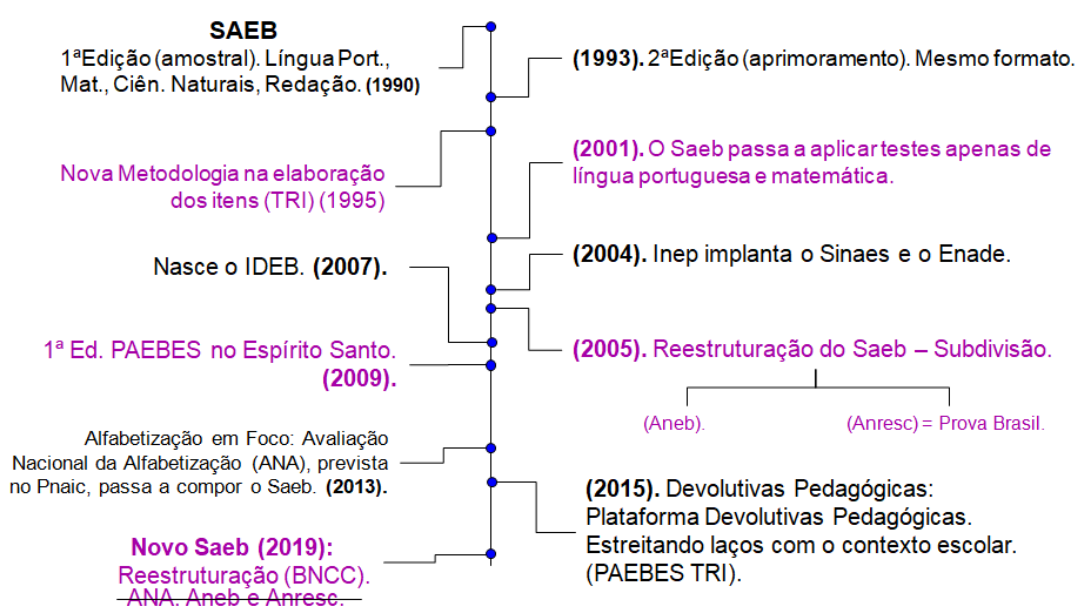 SAEB
1ªEdição (amostral). Língua Port.,
Mat., Ciên. Naturais, Redação. (1990)
(1993). 2ªEdição (aprimoramento). Mesmo formato.
Nova Metodologia na elaboração
dos itens (TRI) (1995)
(2001). O Saeb passa a aplicar testes apenas de
língua portuguesa e matemática.
(2004). Inep implanta o Sinaes e o Enade.
Nasce o IDEB. (2007).
(2005). Reestruturação do Saeb – Subdivisão.
(Aneb).
(Anresc) = Prova Brasil.
1ª Ed. PAEBES no Espírito Santo.
(2009).
Alfabetização em Foco: Avaliação
Nacional da Alfabetização (ANA), prevista
no Pnaic, passa a compor o Saeb. (2013).
(2015). Devolutivas Pedagógicas:
Plataforma Devolutivas Pedagógicas.
Estreitando laços com o contexto escolar.
(PAEBES TRI).
Novo Saeb (2019):
Reestruturação (BNCC).
ANA. Aneb e Anresc.